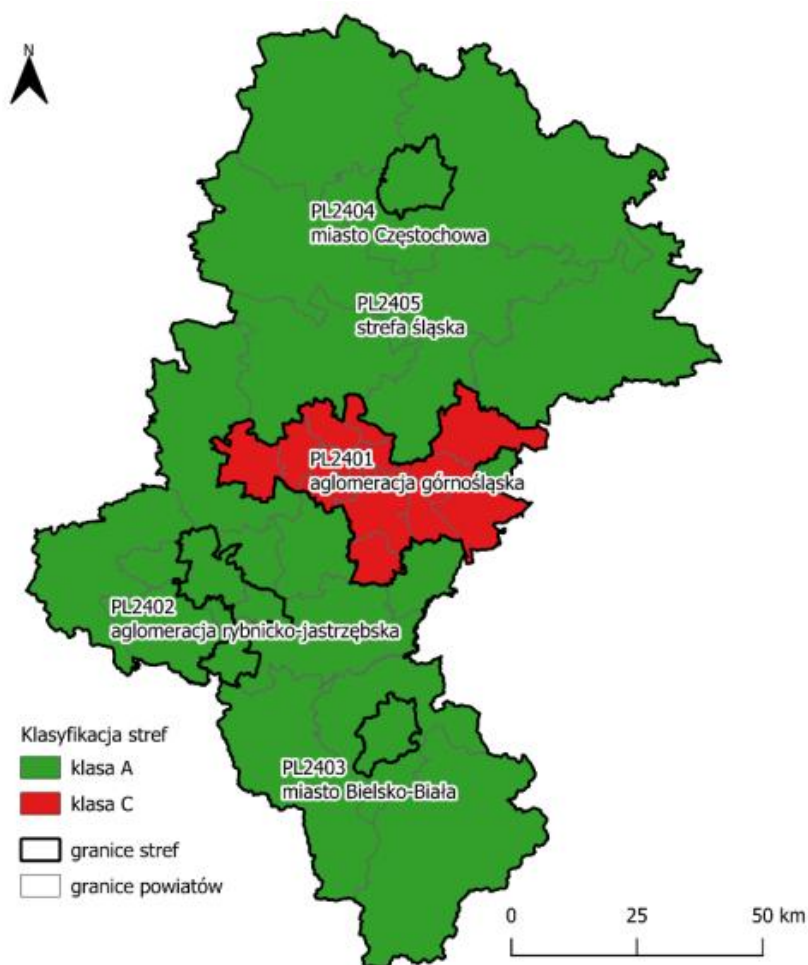 N
PL2404
miasto Częstochowa
PL2405
strefa śląska
PL2401
aglomeracja górnośląska
PL2402
aglomeracja rybnicko-jastrzębska
PL2403
miasto Bielsko-Biała
Klasyfikacja stref
klasa A
klasa C
granice stref
granice powiatów
0 25 50 km